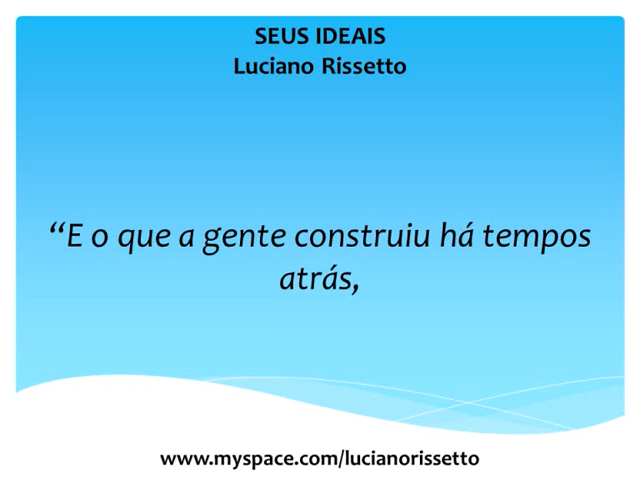 SEUS IDEAIS
Luciano Rissetto
“E o que a gente construiu há tempos
atrás,
www.myspace.com/lucianorissetto